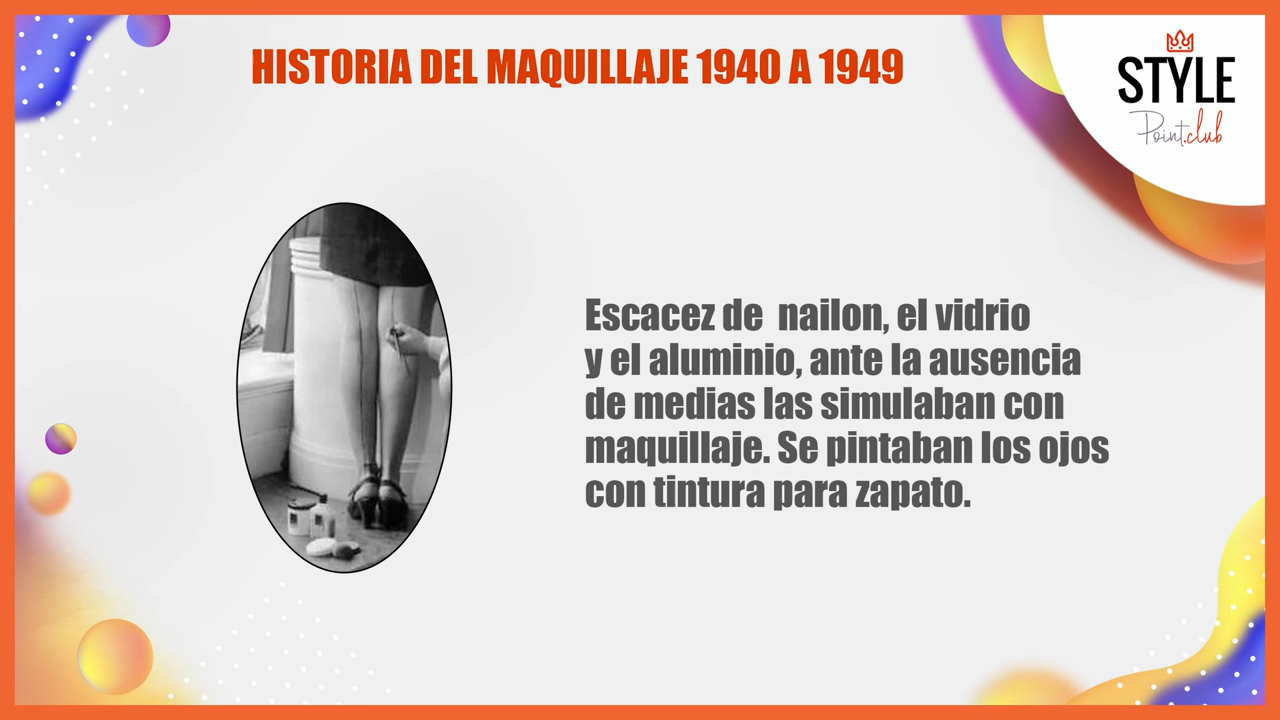 HISTORIA DEL MAQUILLAJE 1940 A 1949
STYLE
Point.club
Escacez de nailon, el vidrio
y el aluminio, ante la ausencia
de medias las simulaban con
maquillaje. Se pintaban los ojos
con tintura para zapato.